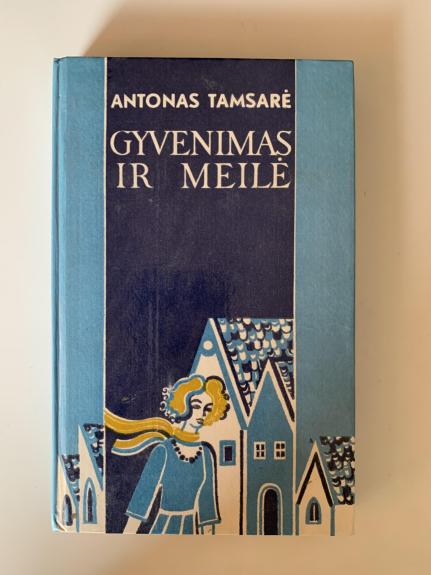 ANTONAS TAMSARĖ
GYVENIMAS
IR MEILĖ